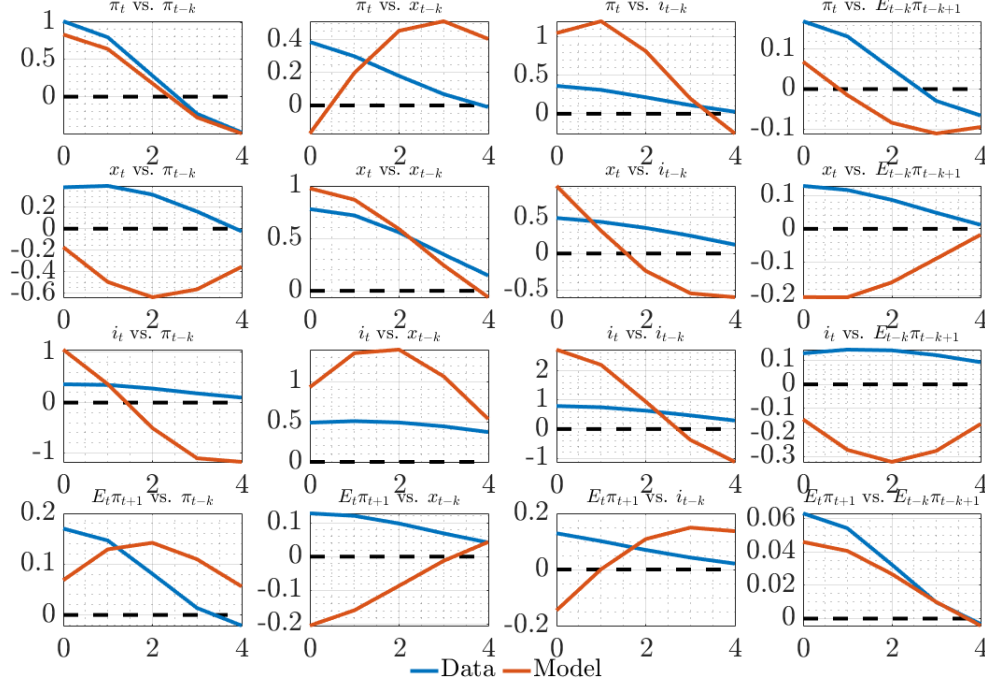 π_t vs. π_{t−k}
π_t vs. x_{t−k}
π_t vs. i_{t−k}
π_t vs. E_{t−k}π_{t−k+1}
1
0.5
0
0 2 4
0.4
0.2
0
0 2 4
1
0.5
0
0 2 4
0.1
0
-0.1
0 2 4
x_t vs. π_{t−k}
x_t vs. x_{t−k}
x_t vs. i_{t−k}
x_t vs. E_{t−k}π_{t−k+1}
0.2
0
-0.2
-0.4
-0.6
0 2 4
1
0.5
0
0 2 4
0.5
0
-0.5
0 2 4
0.1
0
-0.1
-0.2
0 2 4
i_t vs. π_{t−k}
i_t vs. x_{t−k}
i_t vs. i_{t−k}
i_t vs. E_{t−k}π_{t−k+1}
1
0
-1
0 2 4
1
0.5
0
0 2 4
2
1
0
-1
0 2 4
0.1
0
-0.1
-0.2
-0.3
0 2 4
E_tπ_{t+1} vs. π_{t−k}
E_tπ_{t+1} vs. x_{t−k}
E_tπ_{t+1} vs. i_{t−k}
E_tπ_{t+1} vs. E_{t−k}π_{t−k+1}
0.2
0.1
0
0 2 4
0.1
0
-0.1
-0.2
0 2 4
0.2
0
-0.2
0 2 4
0.06
0.04
0.02
0
0 2 4
Data Model